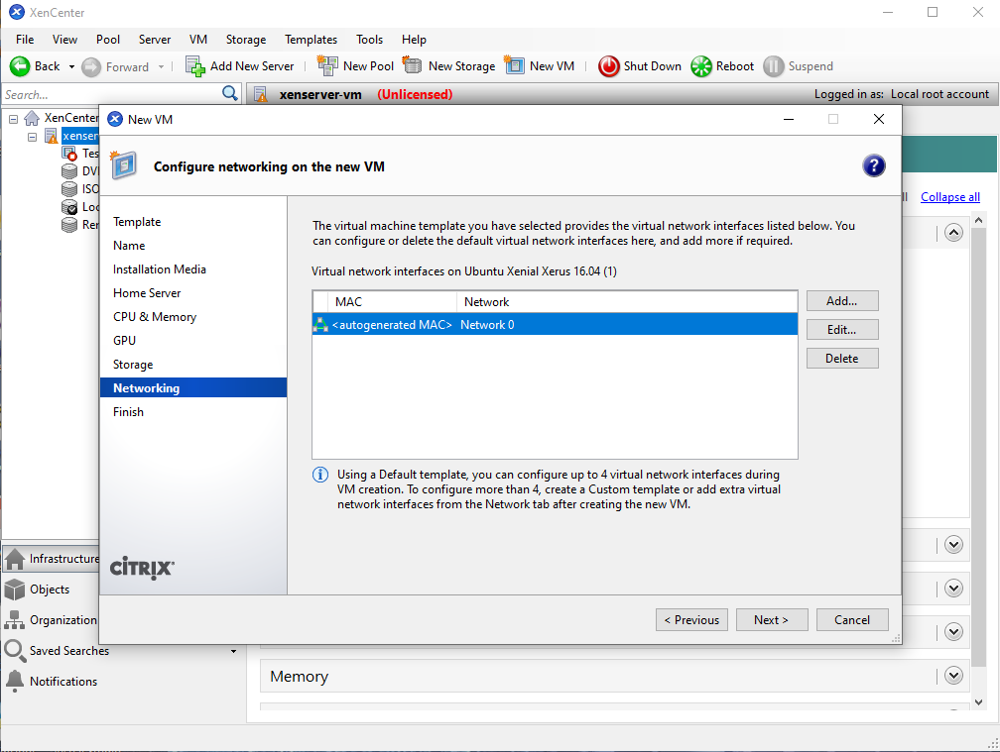 XenCenter
File View Pool Server VM Storage Templates Tools Help
Back Forward Add New Server New Pool New Storage New VM Shut Down Reboot Suspend
Search...
xenserver-vm (Unlicensed) Logged in as: Local root account
XenCenter
New VM
Configure networking on the new VM
?
Collapse all
Template
Name
Installation Media
Home Server
CPU & Memory
GPU
Storage
Networking
Finish
CITRIX
The virtual machine template you have selected provides the virtual network interfaces listed below. You
can configure or delete the default virtual network interfaces here, and add more if required.
Virtual network interfaces on Ubuntu Xenial Xerus 16.04 (1)
MAC Network
<autogenerated MAC> Network 0
Add...
Edit...
Delete
Using a Default template, you can configure up to 4 virtual network interfaces during
VM creation. To configure more than 4, create a Custom template or add extra virtual
network interfaces from the Network tab after creating the new VM.
< Previous Next > Cancel
Infrastructure
Objects
Organization
Saved Searches
Notifications
Memory